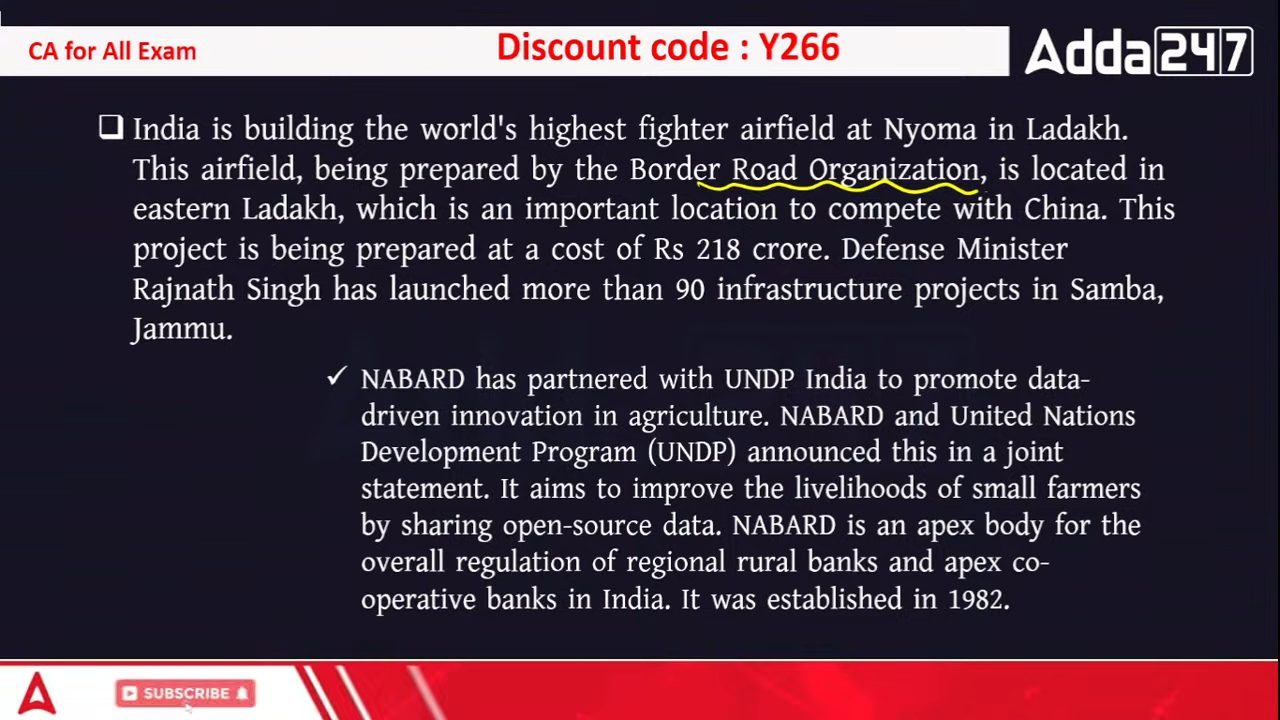 CA for All Exam
Discount code : Y266
Adda247
India is building the world's highest fighter airfield at Nyoma in Ladakh.
This airfield, being prepared by the Border Road Organization, is located in
eastern Ladakh, which is an important location to compete with China. This
project is being prepared at a cost of Rs 218 crore. Defense Minister
Rajnath Singh has launched more than 90 infrastructure projects in Samba,
Jammu.
NABARD has partnered with UNDP India to promote data-
driven innovation in agriculture. NABARD and United Nations
Development Program (UNDP) announced this in a joint
statement. It aims to improve the livelihoods of small farmers
by sharing open-source data. NABARD is an apex body for the
overall regulation of regional rural banks and apex co-
operative banks in India. It was established in 1982.
SUBSCRIBE